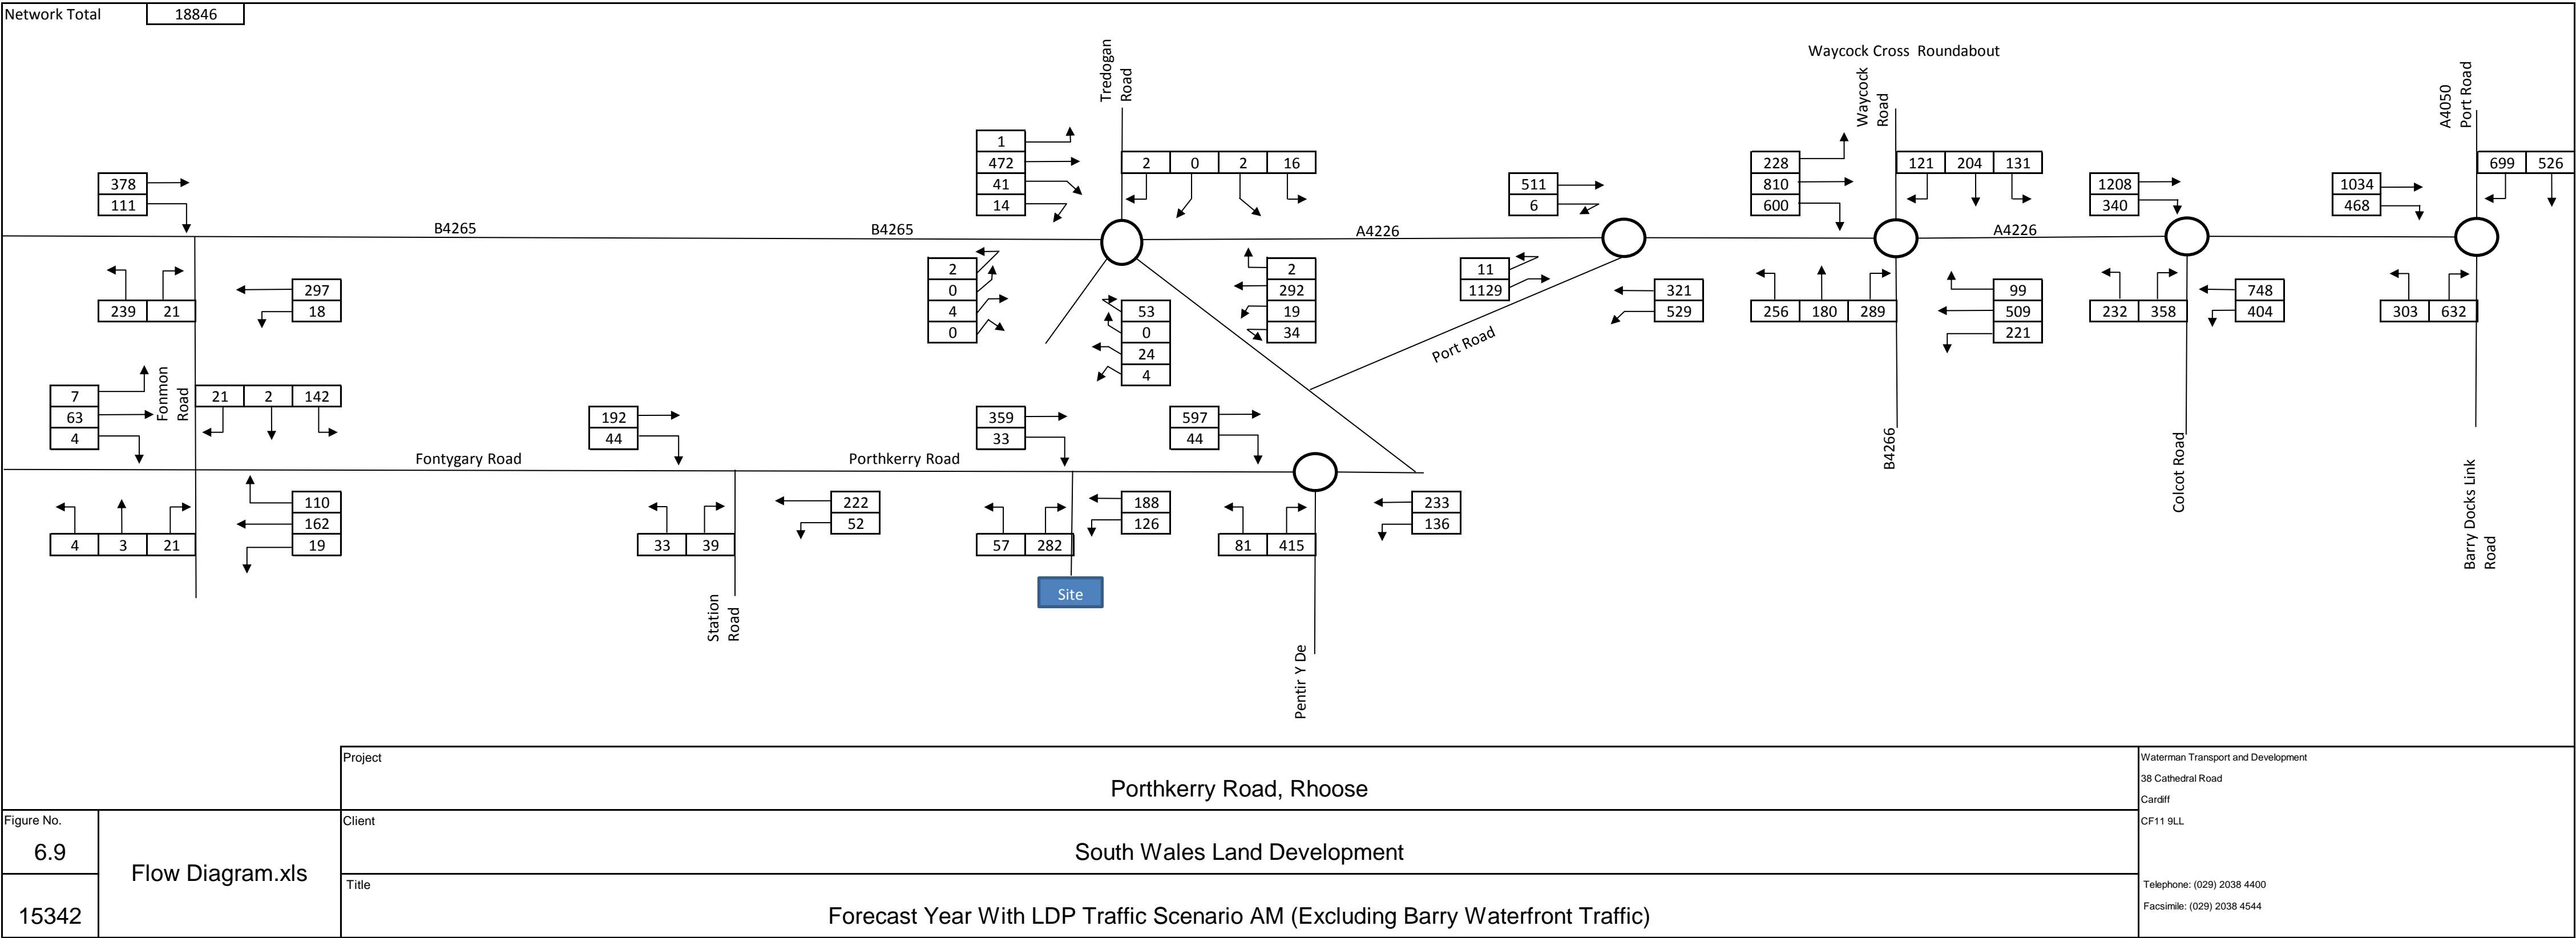 Network Total 18846
Waycock Cross Roundabout
Tredogan
Road
Waycock
Road
A4050
Port Road
1
472
41
14
2 0 2 16
378
111
511
6
228
810
600
121 204 131
1208
340
1034
468
699 526
B4265
B4265
A4226
A4226
239 21
297
18
2
0
4
0
53
0
24
4
2
292
19
34
11
1129
321
529
Port Road
256 180 289
99
509
221
232 358
748
404
303 632
7
63
4
Fonmon
Road
21 2 142
192
44
359
33
597
44
B4266
Colcot Road
Barry Docks Link
Road
Fontygary Road
Porthkerry Road
4 3 21
110
162
19
33 39
222
52
57 282
188
126
81 415
233
136
Site
Station
Road
Pentir Y De
Project
Porthkerry Road, Rhoose
Waterman Transport and Development
38 Cathedral Road
Cardiff
CF11 9LL
Figure No.
6.9
Flow Diagram.xls
Client
South Wales Land Development
15342
Title
Forecast Year With LDP Traffic Scenario AM (Excluding Barry Waterfront Traffic)
Telephone: (029) 2038 4400
Facsimile: (029) 2038 4544